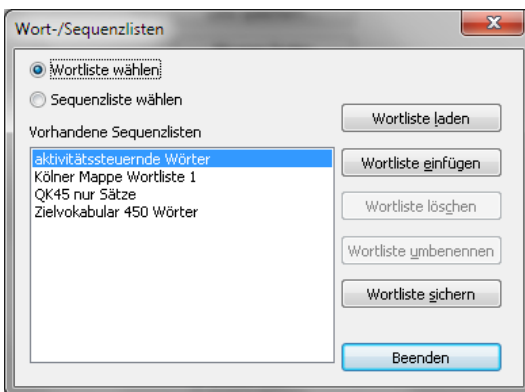 Wort-/Sequenzlisten
Wortliste wählen
Sequenzliste wählen
Vorhandene Sequenzlisten
aktivitätssteuernde Wörter
Kölner Mappe Wortliste 1
QK45 nur Sätze
Zielvokabular 450 Wörter
Wortliste laden
Wortliste einfügen
Wortliste löschen
Wortliste umbenennen
Wortliste sichern
Beenden